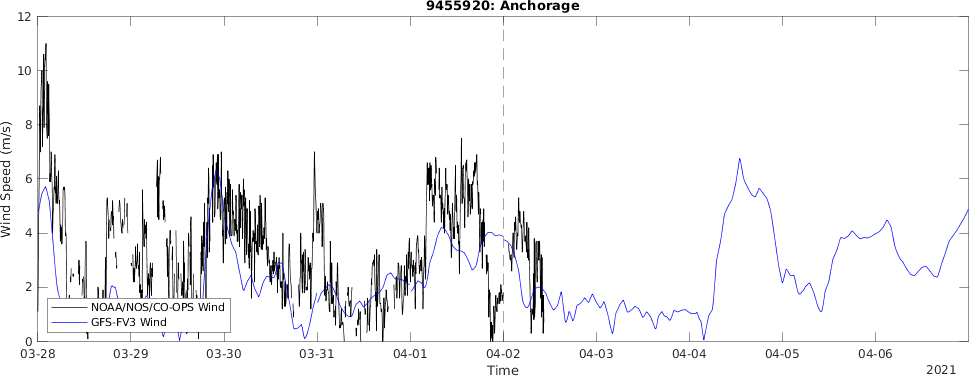 9455920: Anchorage
12
10
8
6
4
2
0
Wind Speed (m/s)
NOAA/NOS/CO-OPS Wind
GFS-FV3 Wind
03-28 03-29 03-30 03-31 04-01 04-02 04-03 04-04 04-05 04-06
Time
2021